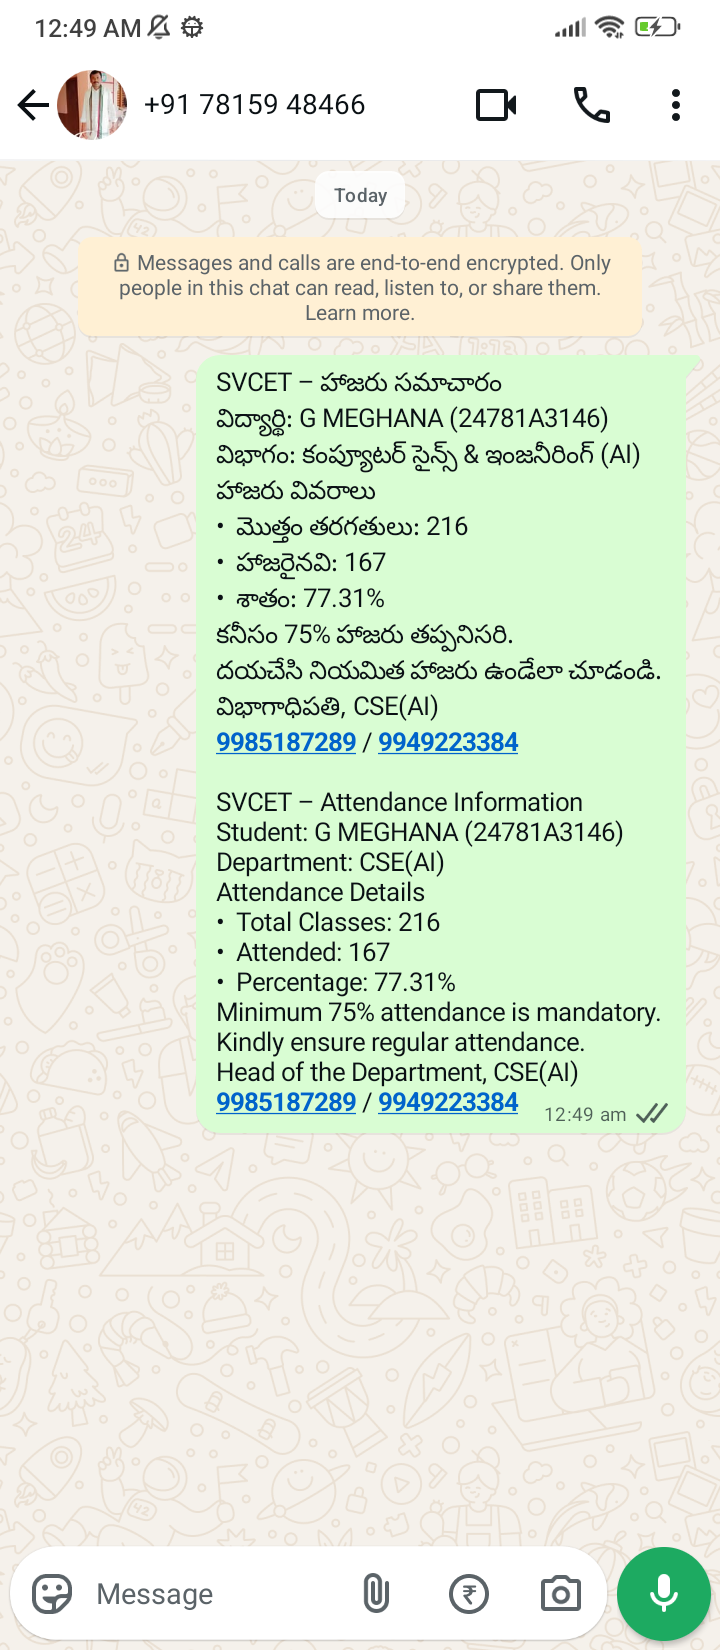 12:49 AM
+91 78159 48466
Today
Messages and calls are end-to-end encrypted. Only
people in this chat can read, listen to, or share them.
Learn more.
SVCET – హాజరు సమాచారం
విద్యార్థి: G MEGHANA (24781A3146)
విభాగం: కంప్యూటర్ సైన్స్ & ఇంజనీరింగ్ (AI)
హాజరు వివరాలు
• మొత్తం తరగతులు: 216
• హాజరైనవి: 167
• శాతం: 77.31%
కనీసం 75% హాజరు తప్పనిసరి.
దయచేసి నియమిత హాజరు ఉండేలా చూడండి.
విభాగాధిపతి, CSE(AI)
9985187289 / 9949223384
SVCET – Attendance Information
Student: G MEGHANA (24781A3146)
Department: CSE(AI)
Attendance Details
• Total Classes: 216
• Attended: 167
• Percentage: 77.31%
Minimum 75% attendance is mandatory.
Kindly ensure regular attendance.
Head of the Department, CSE(AI)
9985187289 / 9949223384
12:49 am
Message